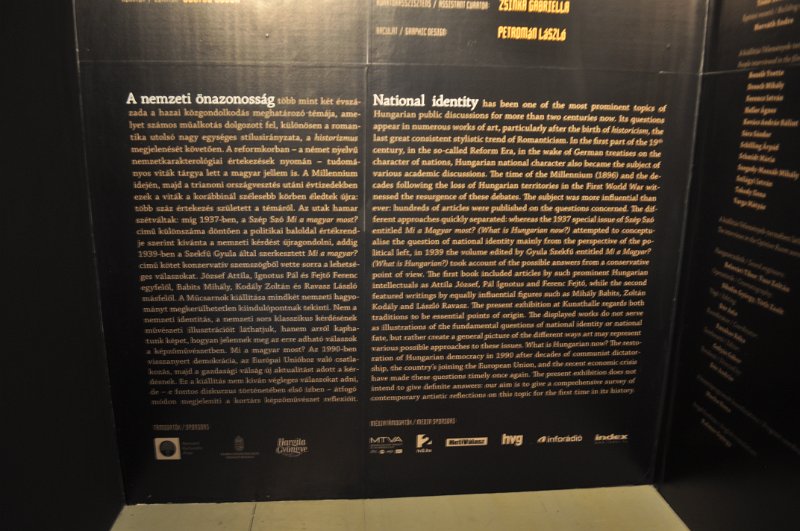 KURÁTORASSZISZTENS / ASSISTANT CURATOR:
ZSINKA GABRIELLA
ARCULAT / GRAPHIC DESIGN:
PETROMÁN LÁSZLÓ
A nemzeti önazonosság több mint két évszá-
zada a hazai közgondolkodás meghatározó témája, ame-
lyet számos műalkotás dolgozott fel, különösen a roman-
tika utolsó nagy egységes stílusirányzata, a historizmus
megjelenését követően. A reformkorban – a német nyelvű
nemzetkarakterológiai értekezések nyomán – tudomá-
nyos viták tárgya lett a magyar jellem is. A Millennium
idején, majd a trianoni országvesztés utáni évtizedekben
ezek a viták a korábbinál szélesebb körben éledtek újra:
több száz értekezés született a témáról. Az utak hamar
szétváltak: míg 1937-ben, a Szép Szó Mi a magyar most?
című különszáma döntően a politikai baloldal értékrend-
je szerint kívánta a nemzeti kérdést újragondolni, addig
1939-ben a Szekfű Gyula által szerkesztett Mi a magyar?
című kötet konzervatív szemszögből vette sorra a lehetsé-
ges válaszokat. József Attila, Ignotus Pál és Fejtő Ferenc
egyfelől, Babits Mihály, Kodály Zoltán és Ravasz László
másfelől. A Műcsarnok kiállítása mindkét nemzeti hagyo-
mányt megkerülhetetlen kiindulópontnak tekinti. Nem a
nemzeti identitás, a nemzeti sors klasszikus kérdésének
művészeti illusztrációit láthatjuk, hanem arról kapha-
tunk képet, hogyan jelennek meg az erre adható válaszok
a képzőművészetben. Mi a magyar most? Az 1990-ben
visszanyert demokrácia, az Európai Unióhoz való csatla-
kozás, majd a gazdasági válság új aktualitást adott a kér-
désnek. Ez a kiállítás nem kíván végleges válaszokat adni,
de – e fontos diskurzus történetében első ízben – átfogó
módon megjeleníti a kortárs képzőművészet reflexióit.
TÁMOGATÓK / SPONSORS
Hargita
Gyöngye
National identity has been one of the most prominent topics of
Hungarian public discussions for more than two centuries now. Its questions
appear in numerous works of art, particularly after the birth of historicism, the
last great consistent stylistic trend of Romanticism. In the first part of the 19th
century, in the so-called Reform Era, in the wake of German treatises on the
character of nations, Hungarian national character also became the subject of
various academic discussions. The time of the Millennium (1896) and the de-
cades following the loss of Hungarian territories in the First World War wit-
nessed the resurgence of these debates. The subject was more influential than
ever: hundreds of articles were published on the questions concerned. The dif-
ferent approaches quickly separated: whereas the 1937 special issue of Szép Szó
entitled Mi a Magyar most? (What is Hungarian now?) attempted to conceptu-
alise the question of national identity mainly from the perspective of the po-
litical left, in 1939 the volume edited by Gyula Szekfű entitled Mi a Magyar?
(What is Hungarian?) took account of the possible answers from a conservative
point of view. The first book included articles by such prominent Hungarian
intellectuals as Attila József, Pál Ignotus and Ferenc Fejtő, while the second
featured writings by equally influential figures such as Mihály Babits, Zoltán
Kodály and László Ravasz. The present exhibition at Kunsthalle regards both
traditions to be essential points of origin. The displayed works do not serve
as illustrations of the fundamental questions of national identity or national
fate, but rather create a general picture of the different ways art may represent
various possible approaches to these issues. What is Hungarian now? The resto-
ration of Hungarian democracy in 1990 after decades of communist dictator-
ship, the country's joining the European Union, and the recent economic crisis
have made these questions timely once again. The present exhibition does not
intend to give definite answers: our aim is to give a comprehensive survey of
contemporary artistic reflections on this topic for the first time in its history.
MÉDIATÁMOGATÓK / MEDIA SPONSORS
MTVA
HetiVálasz
hvg
inforádió
index